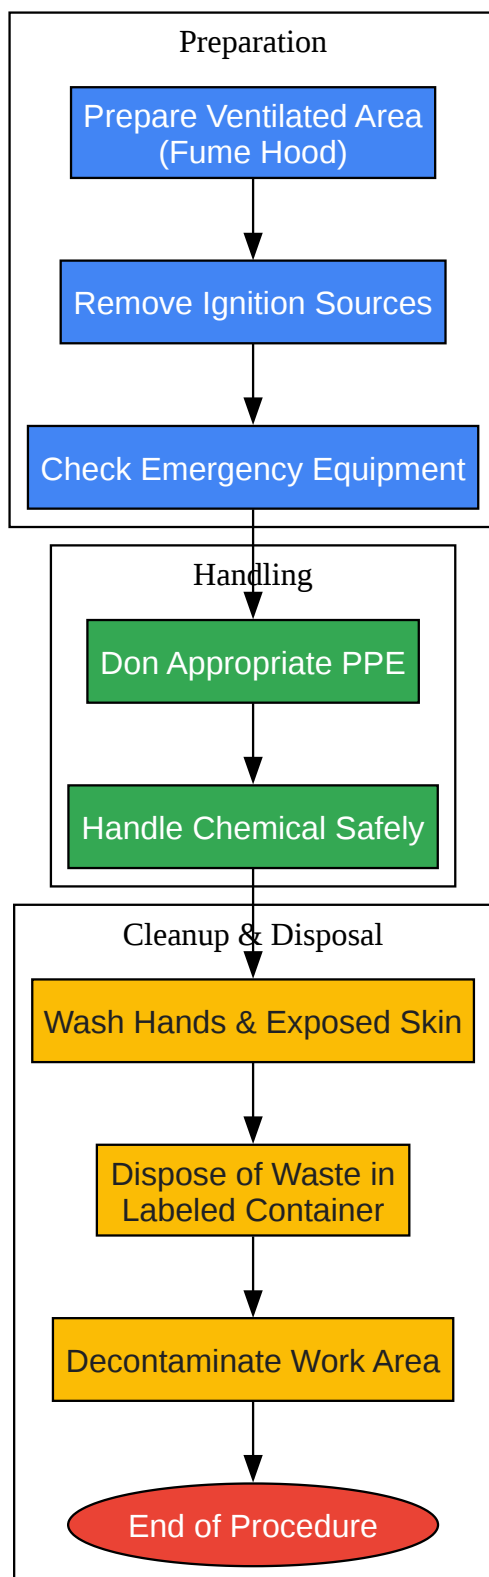 Preparation
Prepare Ventilated Area
(Fume Hood)
Remove Ignition Sources
Check Emergency Equipment
Handling
Don Appropriate PPE
Handle Chemical Safely
Cleanup & Disposal
Wash Hands & Exposed Skin
Dispose of Waste in
Labeled Container
Decontaminate Work Area
End of Procedure